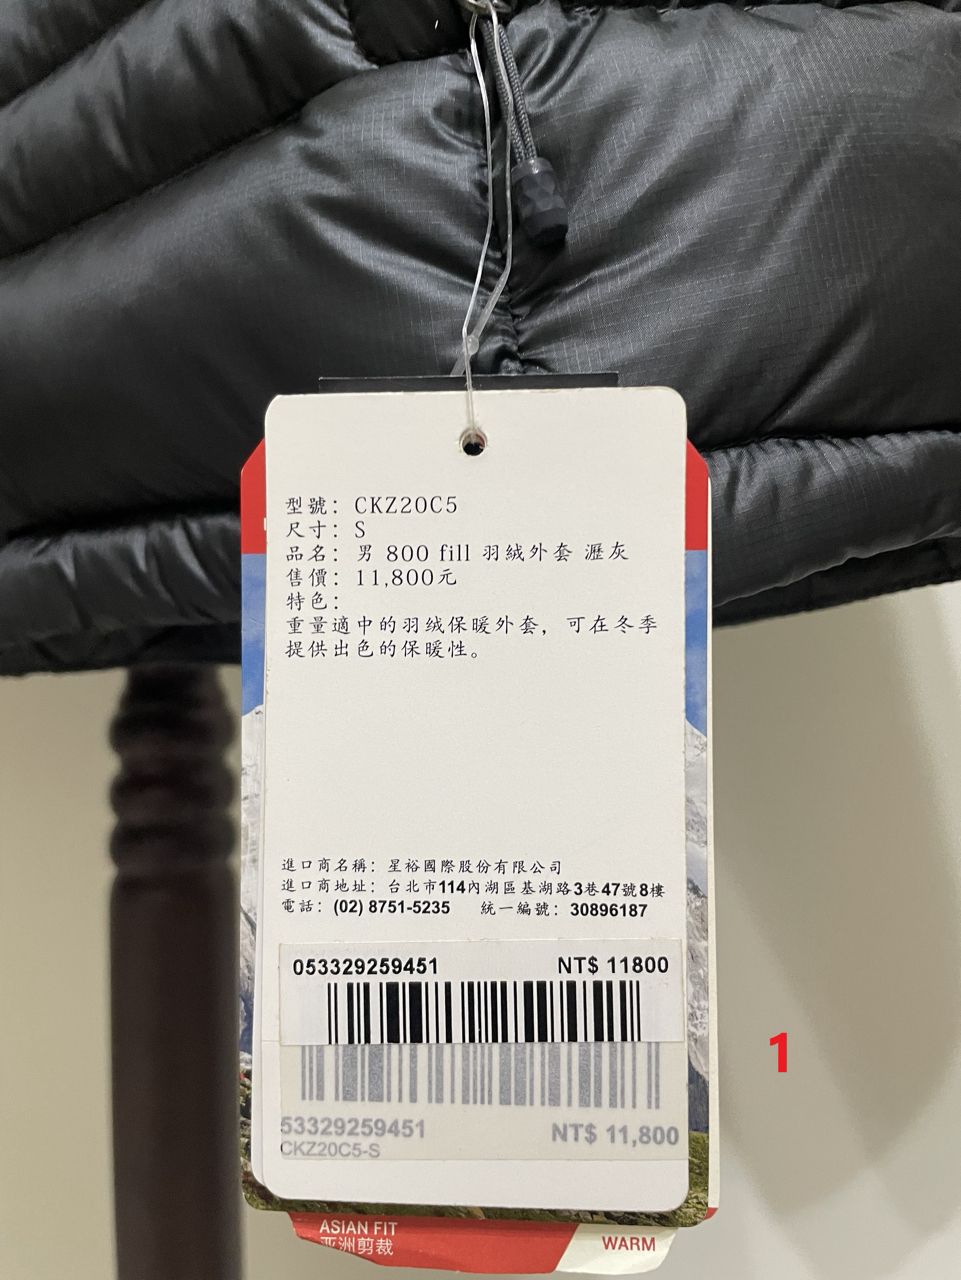 型號： CKZ20C5
尺寸： S
品名： 男 800 fill 羽絨外套 瀝灰
售價： 11,800元
特色：
重量適中的羽绒保暖外套，可在冬季
提供出色的保暖性。
進口商名稱： 星裕國際股份有限公司
進口商地址： 台北市114內湖區基湖路3巷47號8樓
電話： (02) 8751-5235 統一編號： 30896187
053329259451 NT$ 11800
53329259451 NT$ 11,800
CKZ20C5-S
1
ASIAN FIT
亚洲剪裁 WARM